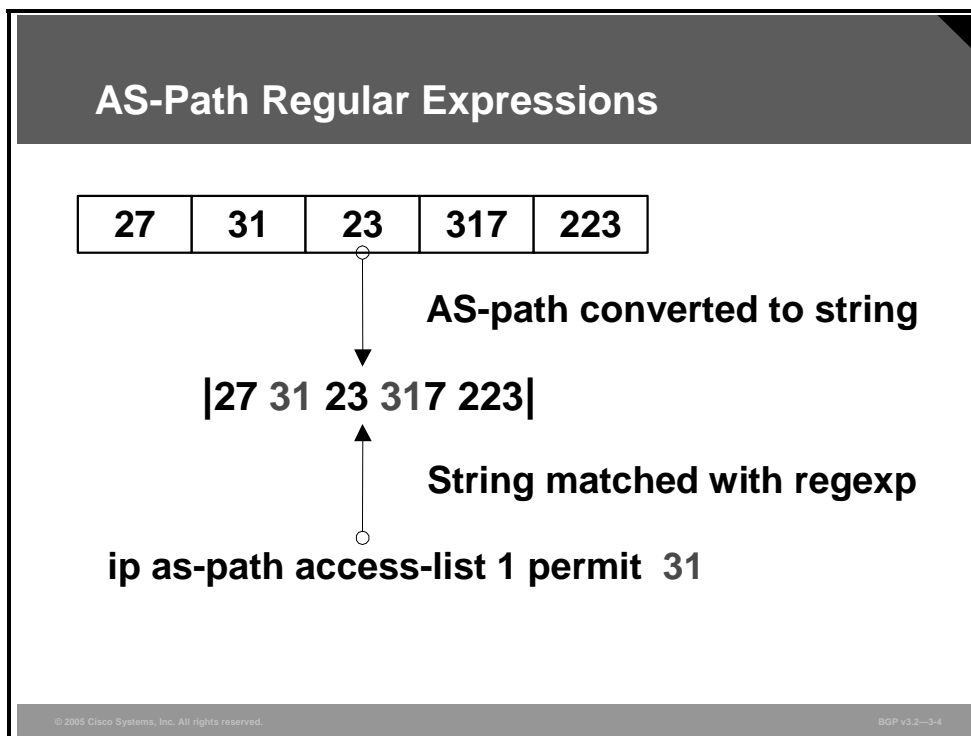 AS-Path Regular Expressions
27 31 23 317 223
AS-path converted to string
|27 31 23 317 223|
String matched with regexp
ip as-path access-list 1 permit 31
© 2005 Cisco Systems, Inc. All rights reserved. BGP v3.2—3-4